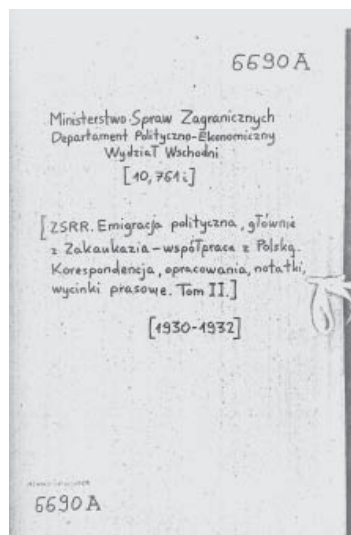 6690A
Ministerstwo Spraw Zagranicznych
Departament Polityczno-Ekonomiczny
Wydział Wschodni
[10,761i]
[ZSRR. Emigracja polityczna, głównie
z Zakaukazia-współpraca z Polską.
Korespondencja, opracowania, notatki,
wycinki prasowe. Tom II.]
[1930-1932]
6690A